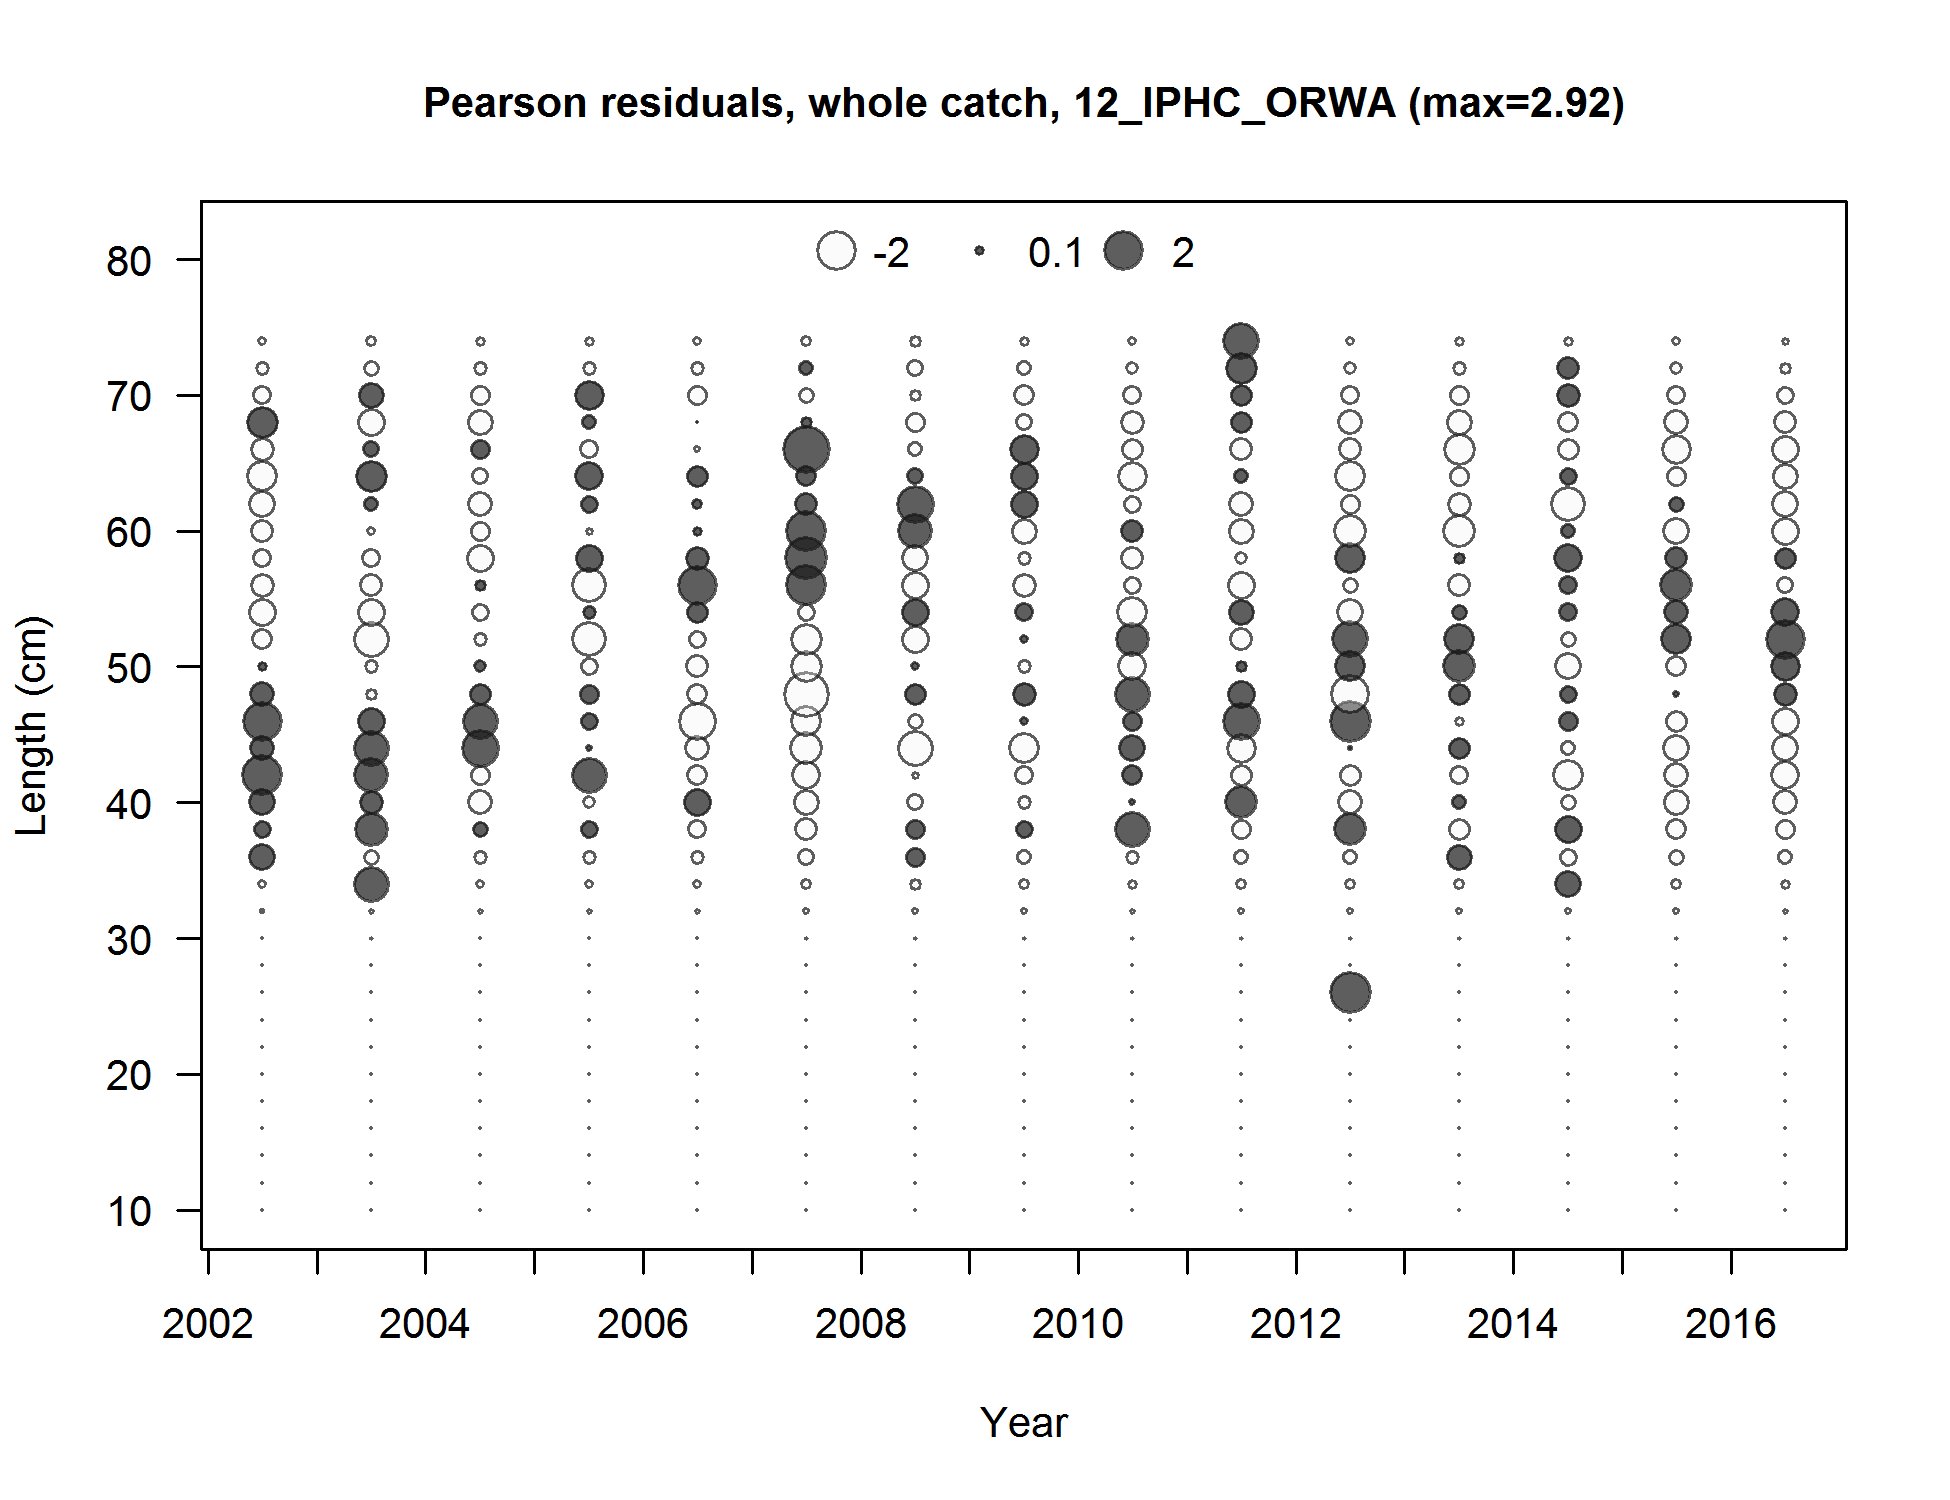 Pearson residuals, whole catch, 12_IPHC_ORWA (max=2.92)
-2 0.1 2
80
70
60
50
40
30
20
10
Length (cm)
2002 2004 2006 2008 2010 2012 2014 2016
Year